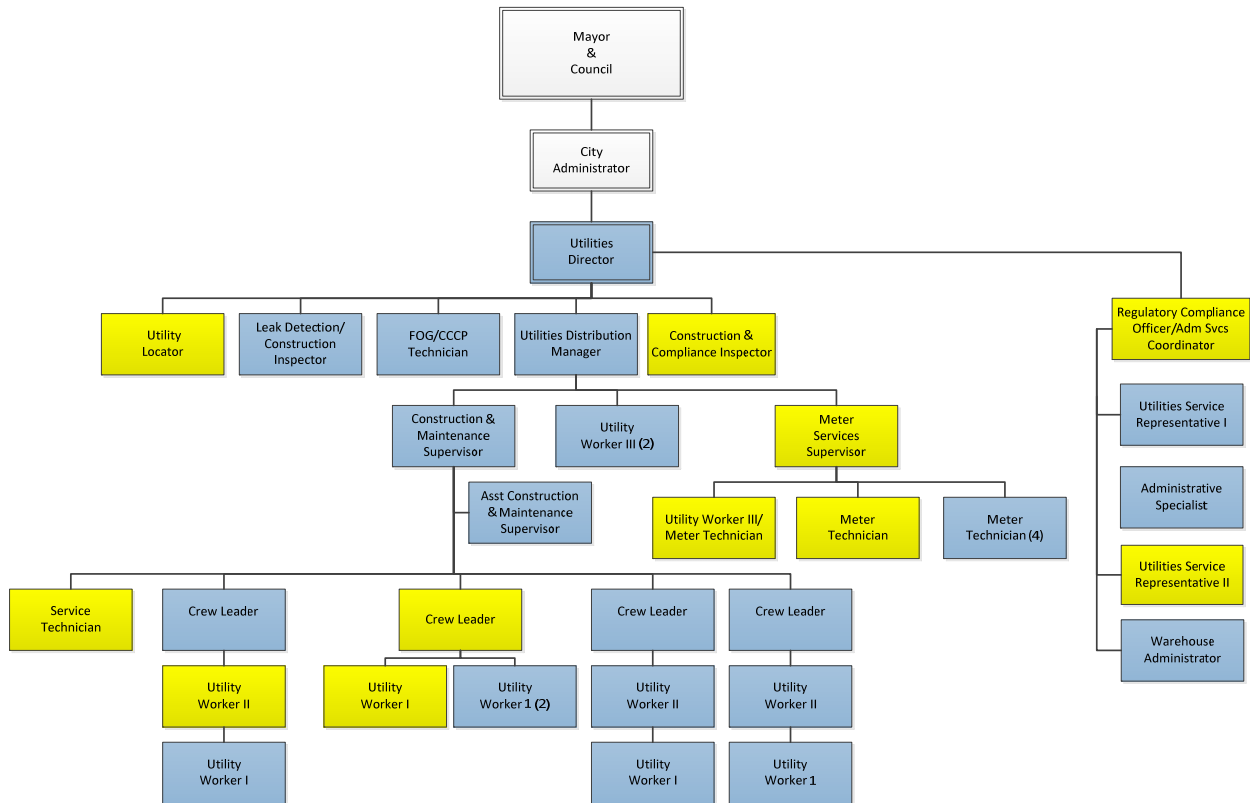 Mayor
&
Council
City
Administrator
Utilities
Director
Utility
Locator
Leak Detection/
Construction
Inspector
FOG/CCCP
Technician
Utilities Distribution
Manager
Construction &
Compliance Inspector
Regulatory Compliance
Officer/Adm Svcs
Coordinator
Construction &
Maintenance
Supervisor
Utility
Worker III (2)
Meter
Services
Supervisor
Utilities Service
Representative I
Asst Construction
& Maintenance
Supervisor
Utility Worker III/
Meter Technician
Meter
Technician
Meter
Technician (4)
Administrative
Specialist
Utilities Service
Representative II
Warehouse
Administrator
Service
Technician
Crew Leader
Crew Leader
Crew Leader
Crew Leader
Utility
Worker II
Utility
Worker I
Utility
Worker 1 (2)
Utility
Worker II
Utility
Worker II
Utility
Worker I
Utility
Worker I
Utility
Worker 1